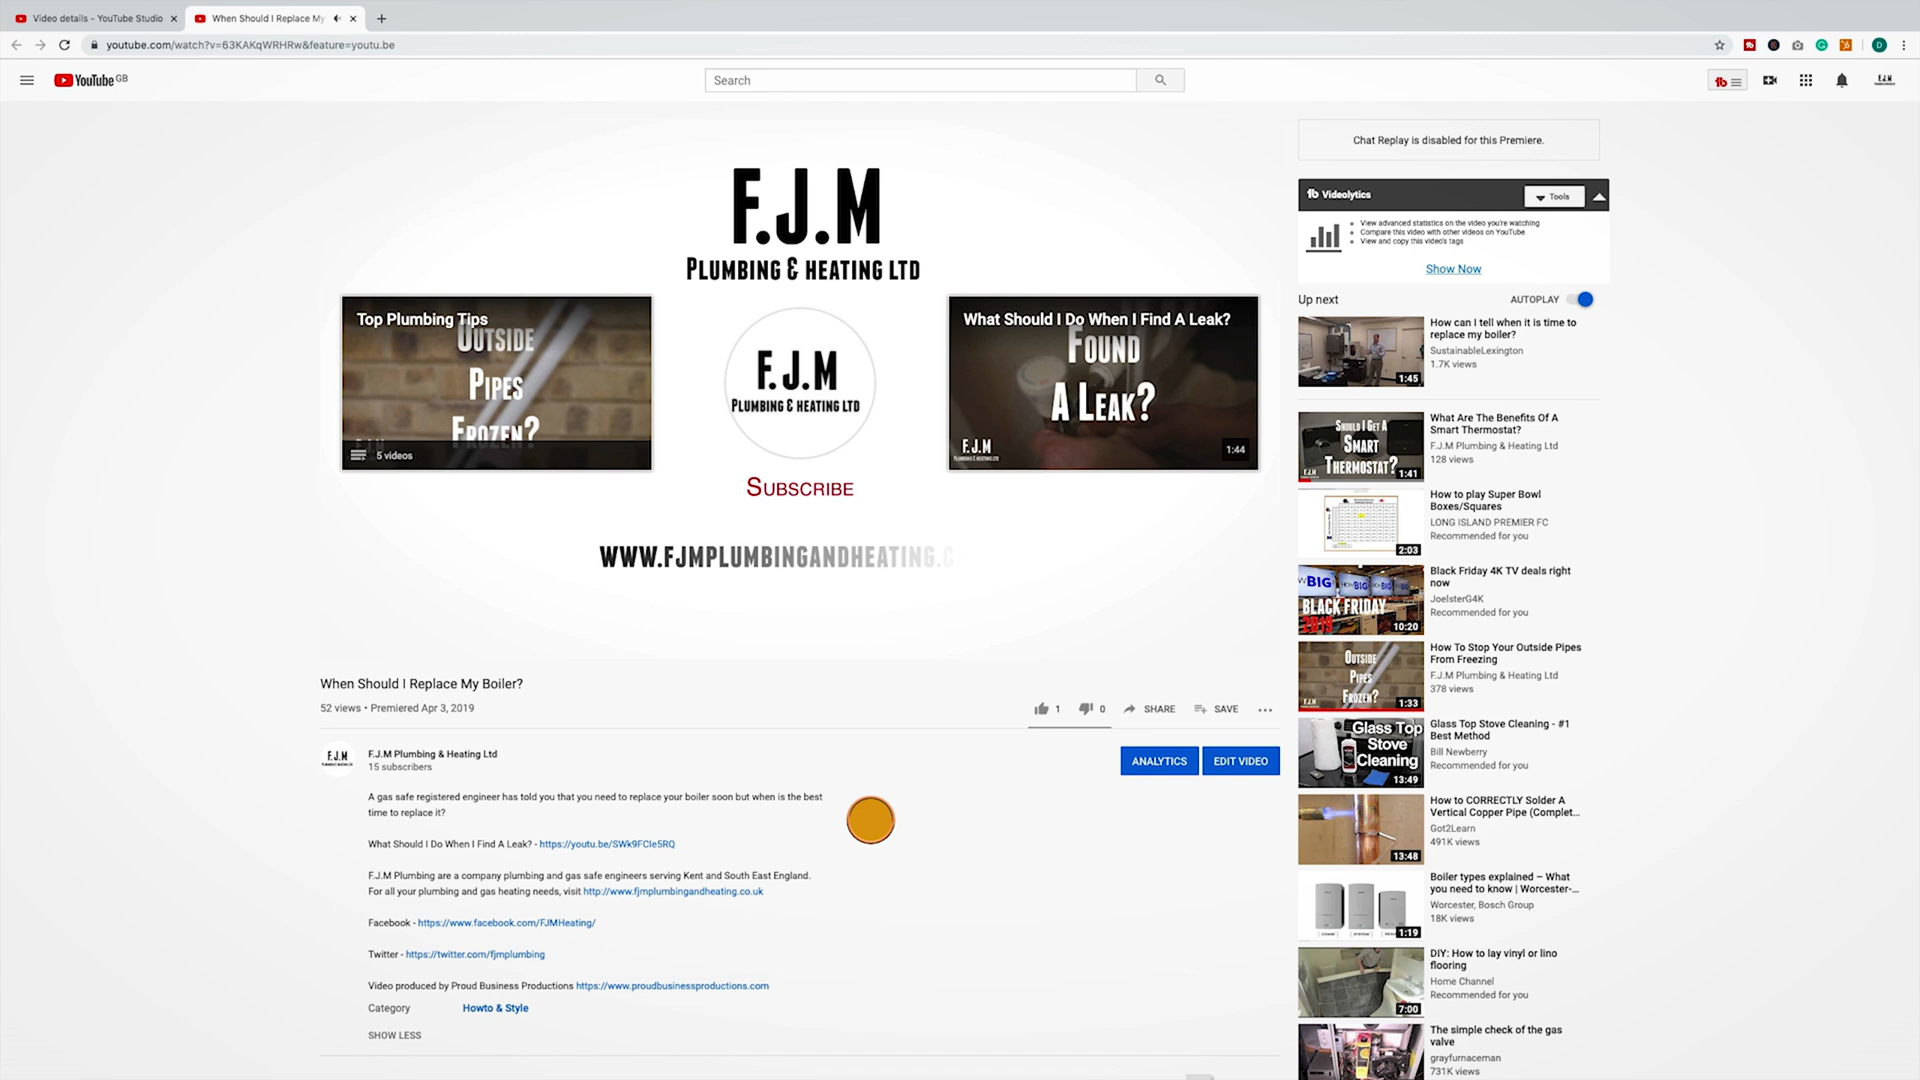 Video details - YouTube Studio
When Should I Replace My
youtube.com/watch?v=63KAKqWRHRw&feature=youtu.be
D
YouTube GB
Search
F.J.M
Chat Replay is disabled for this Premiere.
F.J.M
PLUMBING & HEATING LTD
Top Plumbing Tips
OUTSIDE
PIPES
FROZEN?
5 videos
F.J.M
PLUMBING & HEATING LTD
SUBSCRIBE
What Should I Do When I Find A Leak?
FOUND
A LEAK?
F.J.M
PLUMBING & HEATING LTD
1:44
WWW.FJMPLUMBINGANDHEATING.C
Videolytics
Tools
View advanced statistics on the video you're watching
Compare this video with other videos on YouTube
View and copy this video's tags
Show Now
Up next
AUTOPLAY
How can I tell when it is time to
replace my boiler?
SustainableLexington
1.7K views
1:45
SHOULD I GET A
SMART
THERMOSTAT?
F.J.M
1:41
What Are The Benefits Of A
Smart Thermostat?
F.J.M Plumbing & Heating Ltd
128 views
2:03
How to play Super Bowl
Boxes/Squares
LONG ISLAND PREMIER FC
Recommended for you
BIG
BLACK FRIDAY
2019
10:20
Black Friday 4K TV deals right
now
JoelsterG4K
Recommended for you
OUTSIDE
PIPES
FROZEN?
F.J.M
1:33
How To Stop Your Outside Pipes
From Freezing
F.J.M Plumbing & Heating Ltd
378 views
Glass Top
Stove
Cleaning
13:49
Glass Top Stove Cleaning - #1
Best Method
Bill Newberry
Recommended for you
13:48
How to CORRECTLY Solder A
Vertical Copper Pipe (Complet...
Got2Learn
491K views
1:19
Boiler types explained – What
you need to know | Worcester-...
Worcester, Bosch Group
18K views
7:00
DIY: How to lay vinyl or lino
flooring
Home Channel
Recommended for you
The simple check of the gas
valve
grayfurnaceman
731K views
When Should I Replace My Boiler?
52 views • Premiered Apr 3, 2019
1
0
SHARE
SAVE
F.J.M
PLUMBING & HEATING LTD
F.J.M Plumbing & Heating Ltd
15 subscribers
ANALYTICS
EDIT VIDEO
A gas safe registered engineer has told you that you need to replace your boiler soon but when is the best
time to replace it?
What Should I Do When I Find A Leak? - https://youtu.be/SWk9FCIe5RQ
F.J.M Plumbing are a company plumbing and gas safe engineers serving Kent and South East England.
For all your plumbing and gas heating needs, visit http://www.fjmplumbingandheating.co.uk
Facebook - https://www.facebook.com/FJMHeating/
Twitter - https://twitter.com/fjmplumbing
Video produced by Proud Business Productions https://www.proudbusinessproductions.com
Category
Howto & Style
SHOW LESS